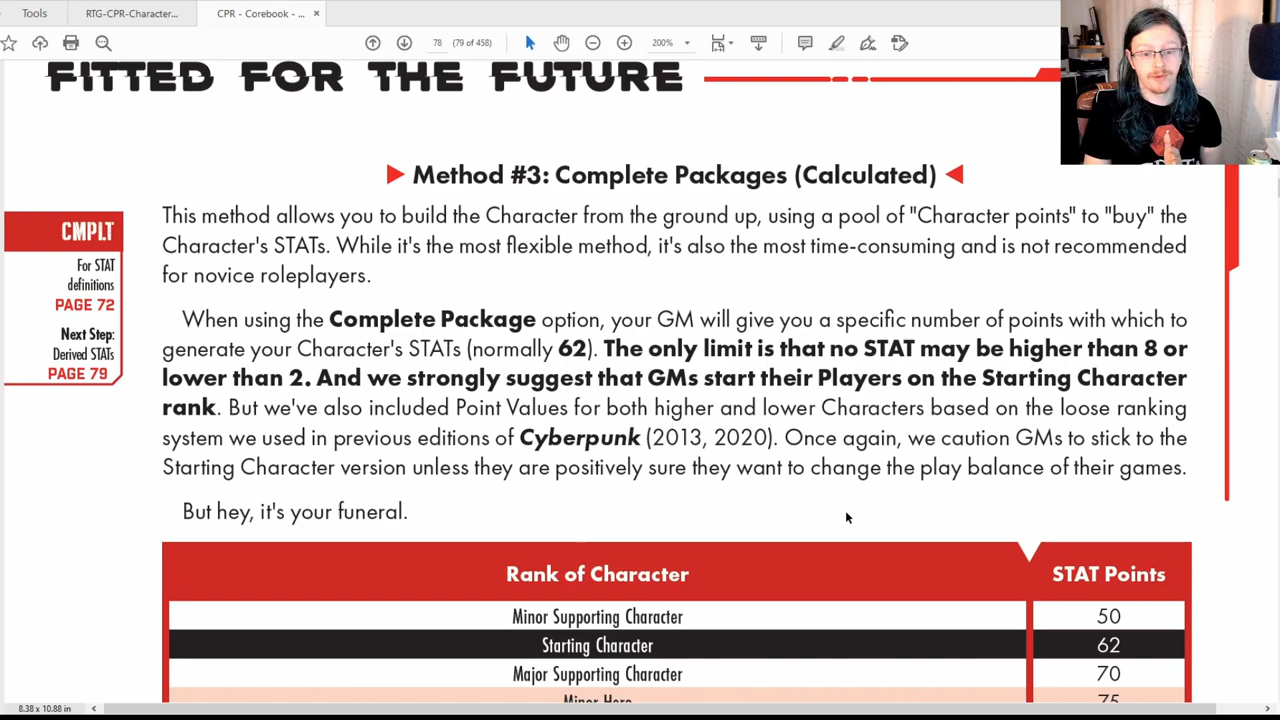 Tools
RTG-CPR-Character...
CPR - Corebook - ...
78 (79 of 458)
200%
FITTED FOR THE FUTURE
Method #3: Complete Packages (Calculated)
This method allows you to build the Character from the ground up, using a pool of "Character points" to "buy" the
Character's STATs. While it's the most flexible method, it's also the most time-consuming and is not recommended
for novice roleplayers.
CMPLT
For STAT
definitions
PAGE 72
Next Step:
Derived STATs
PAGE 79
When using the Complete Package option, your GM will give you a specific number of points with which to
generate your Character's STATs (normally 62). The only limit is that no STAT may be higher than 8 or
lower than 2. And we strongly suggest that GMs start their Players on the Starting Character
rank. But we've also included Point Values for both higher and lower Characters based on the loose ranking
system we used in previous editions of Cyberpunk (2013, 2020). Once again, we caution GMs to stick to the
Starting Character version unless they are positively sure they want to change the play balance of their games.
But hey, it's your funeral.
Rank of Character STAT Points
Minor Supporting Character 50
Starting Character 62
Major Supporting Character 70
Minor Hero 75
8.38 x 10.88 in